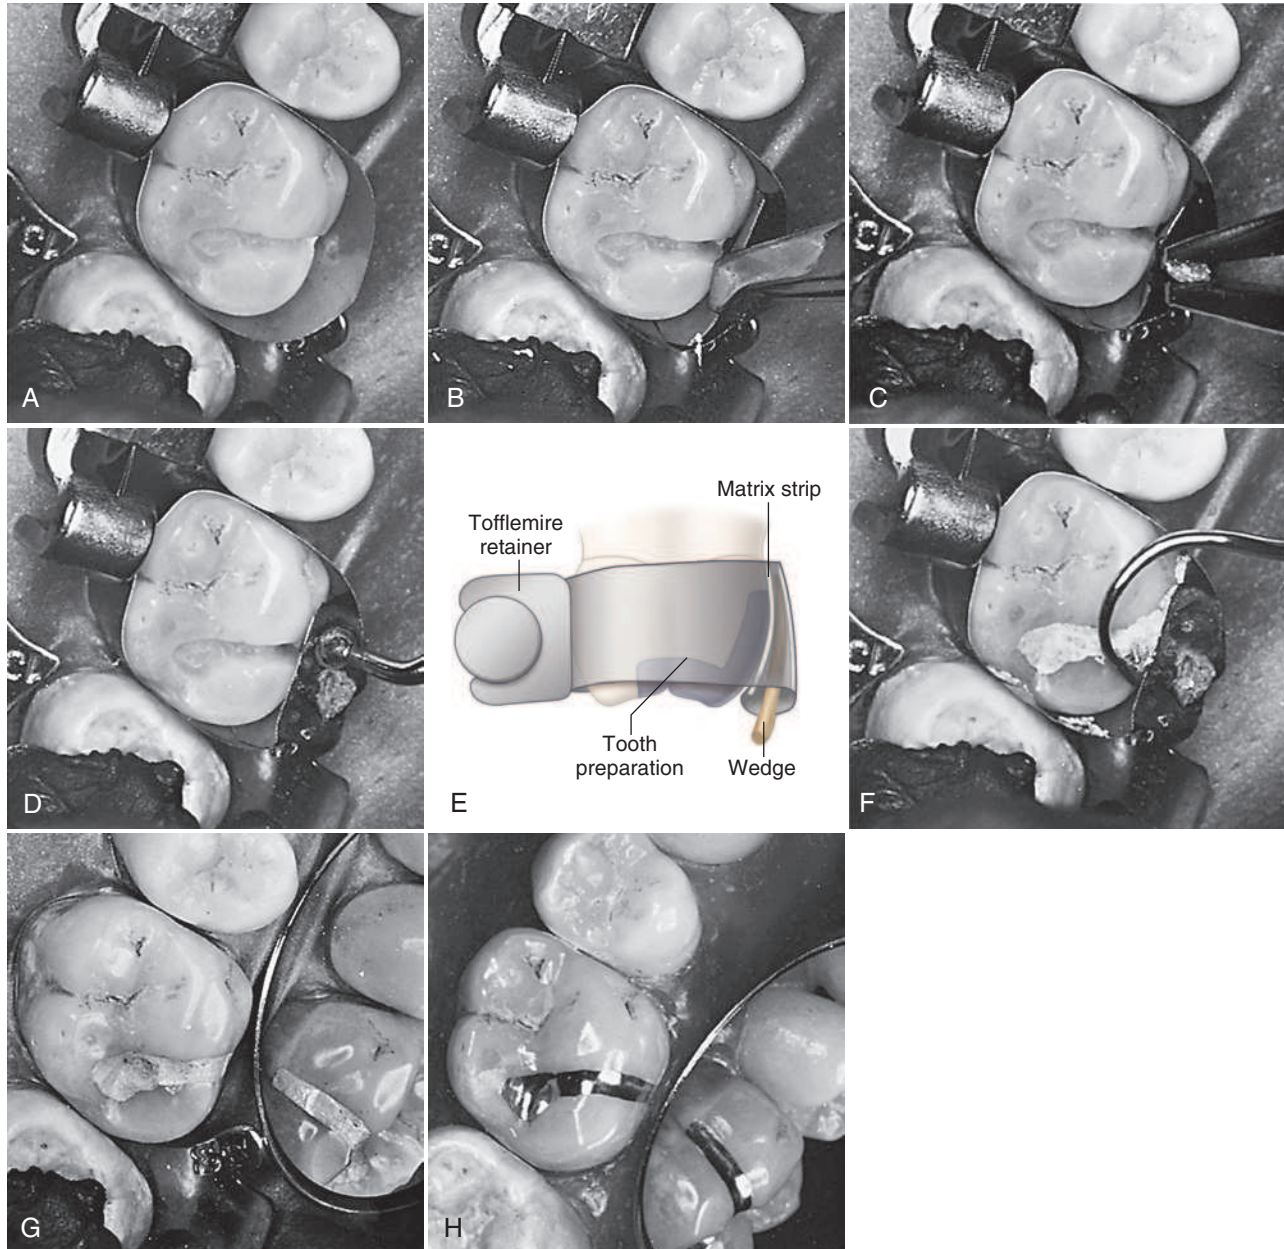 A
B
C
D
Matrix strip
Tofflemire
retainer
Tooth
preparation
Wedge
E
F
G
H